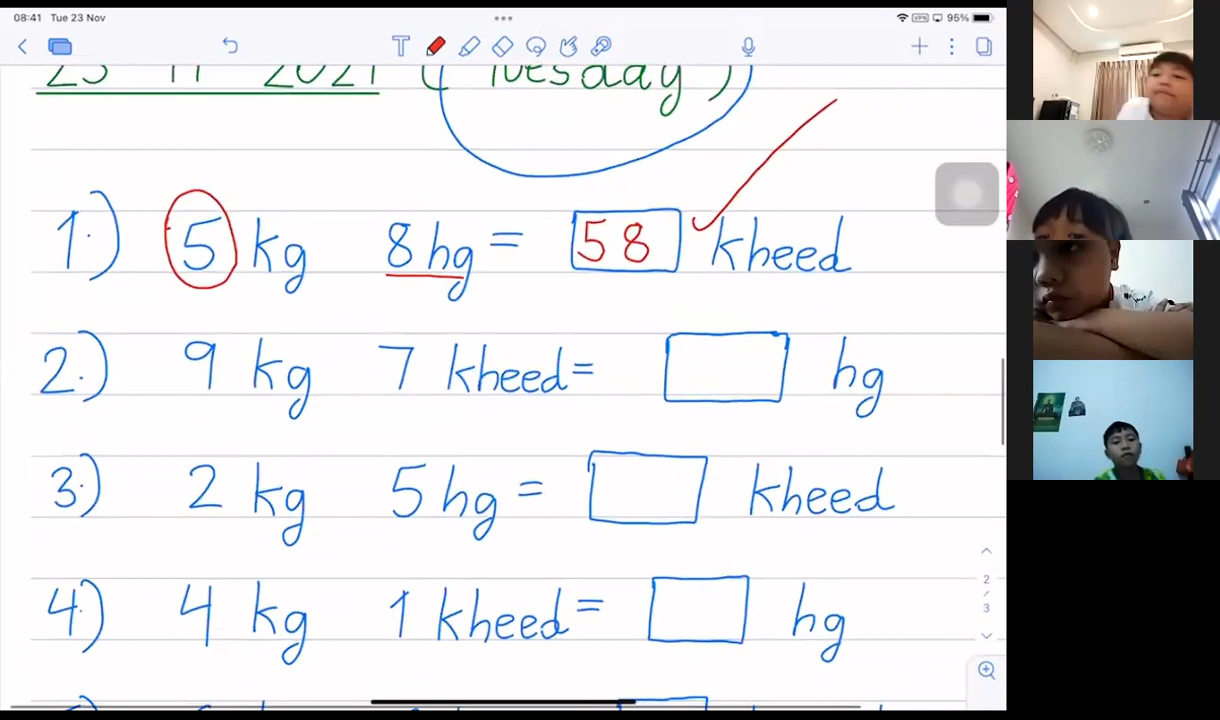 08:41 Tue 23 Nov
VPN 95%
T
23 11 2021 ( Tuesday )
1.) 5 kg 8 hg = 58 kheed
2.) 9 kg 7 kheed = hg
3.) 2 kg 5 hg = kheed
4.) 4 kg 1 kheed = hg
2
/
3